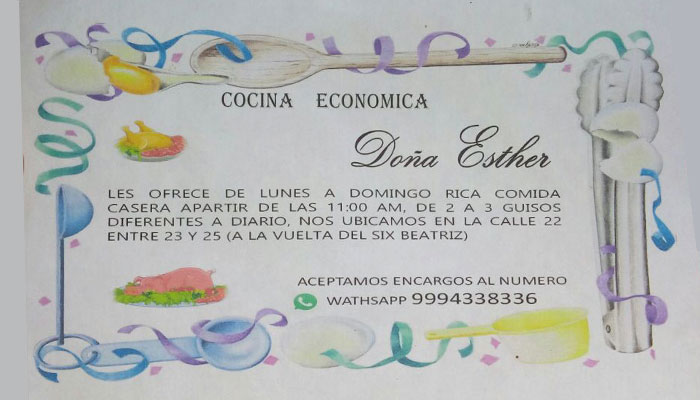 COCINA ECONOMICA
Doña Esther
LES OFRECE DE LUNES A DOMINGO RICA COMIDA
CASERA APARTIR DE LAS 11:00 AM, DE 2 A 3 GUISOS
DIFERENTES A DIARIO, NOS UBICAMOS EN LA CALLE 22
ENTRE 23 Y 25 (A LA VUELTA DEL SIX BEATRIZ)
ACEPTAMOS ENCARGOS AL NUMERO
WATHSAPP 9994338336